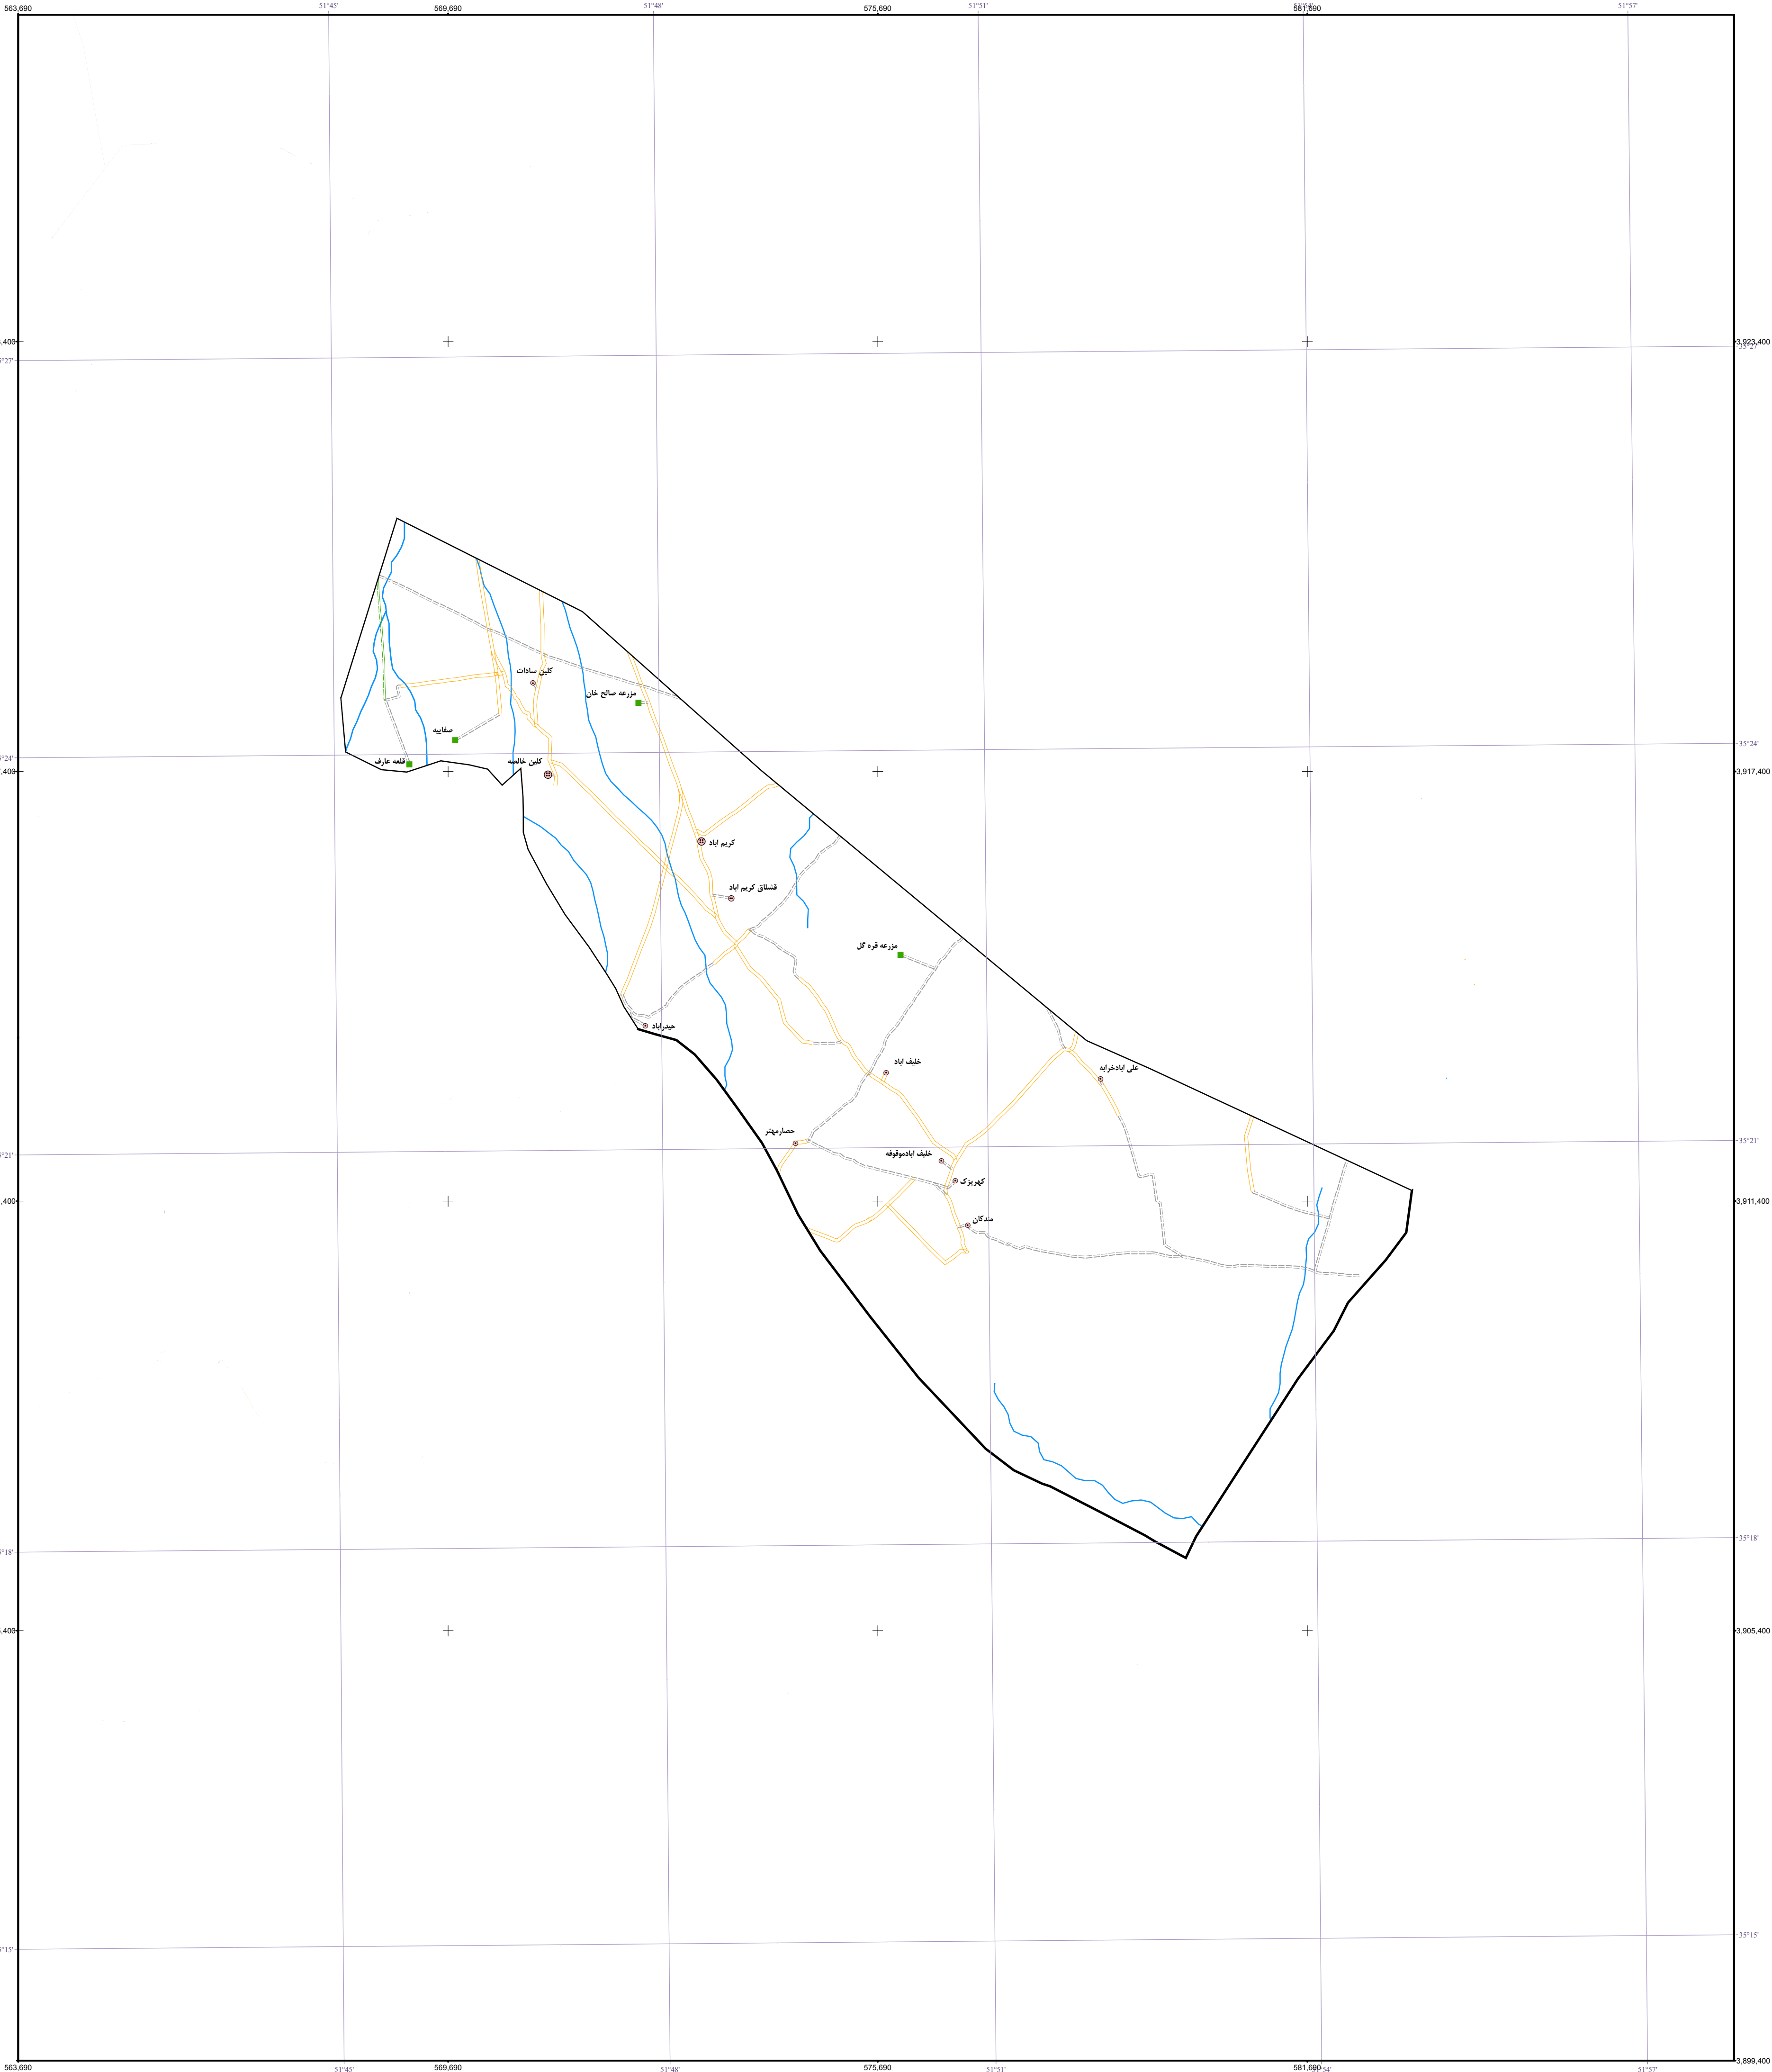 563,690 51°45' 569,690 51°48' 575,690 51°51' 581,690 51°57'
3,923,400
35°27'
کلین سادات
مزرعه صالح خان
صفاییه
35°24'
قلعه عارف
کلین خالصه
3,917,400
کریم اباد
قشلاق کریم اباد
مزرعه قره گل
حیدراباد
خلیف اباد
علی ابادخرابه
حصارمهتر
35°21'
خلیف ابادموقوفه
کهریزک
3,911,400
مندکان
35°18'
3,905,400
35°15'
3,899,400
563,690 51°45' 569,690 51°48' 575,690 51°51' 581,690 51°54' 51°57'